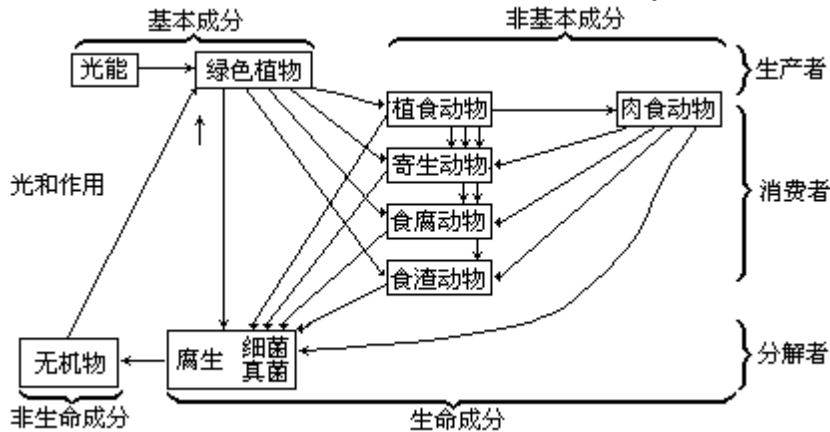 基本成分
非基本成分
光能
绿色植物
生产者
植食动物
肉食动物
寄生动物
光和作用
消费者
食腐动物
食渣动物
无机物
腐生
细菌
真菌
分解者
非生命成分
生命成分